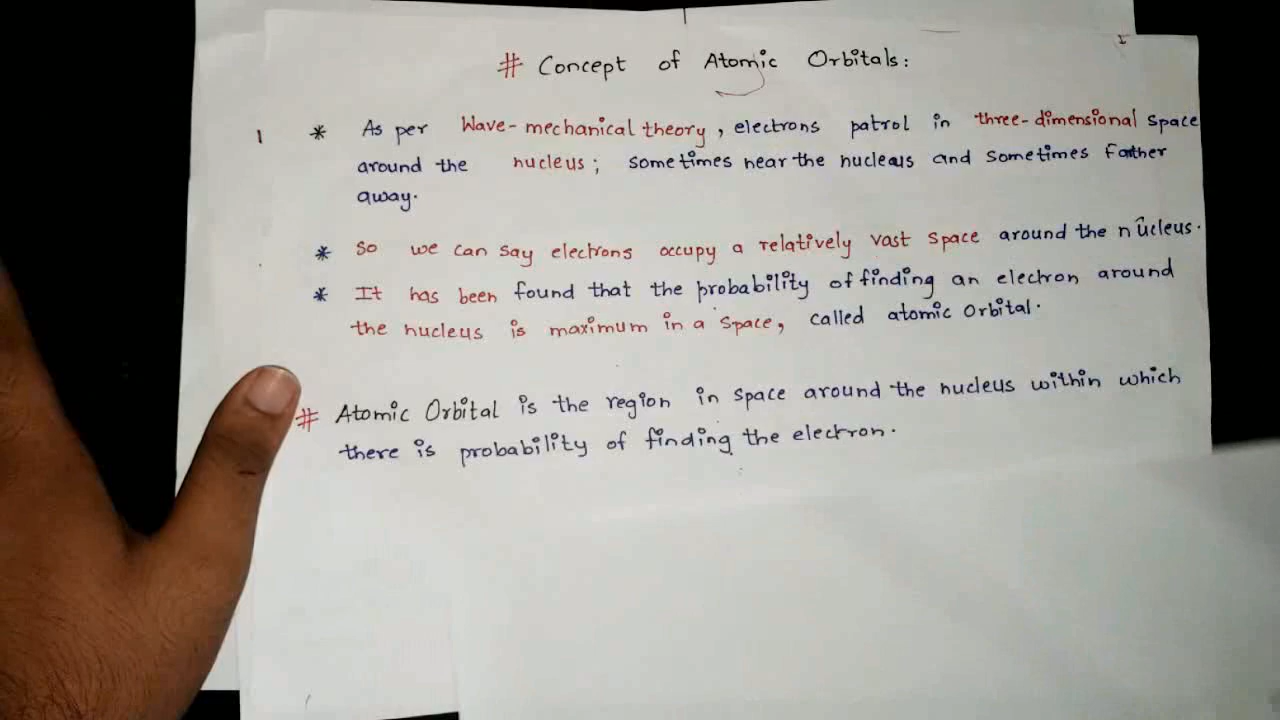 # Concept of Atomic Orbitals:
1 * As per Wave-mechanical theory, electrons patrol in three-dimensional space
around the nucleus; sometimes near the nucleus and sometimes farther
away.
* So we can say electrons occupy a relatively vast space around the nucleus.
* It has been found that the probability of finding an electron around
the nucleus is maximum in a space, called atomic orbital.
# Atomic Orbital is the region in space around the nucleus within which
there is probability of finding the electron.